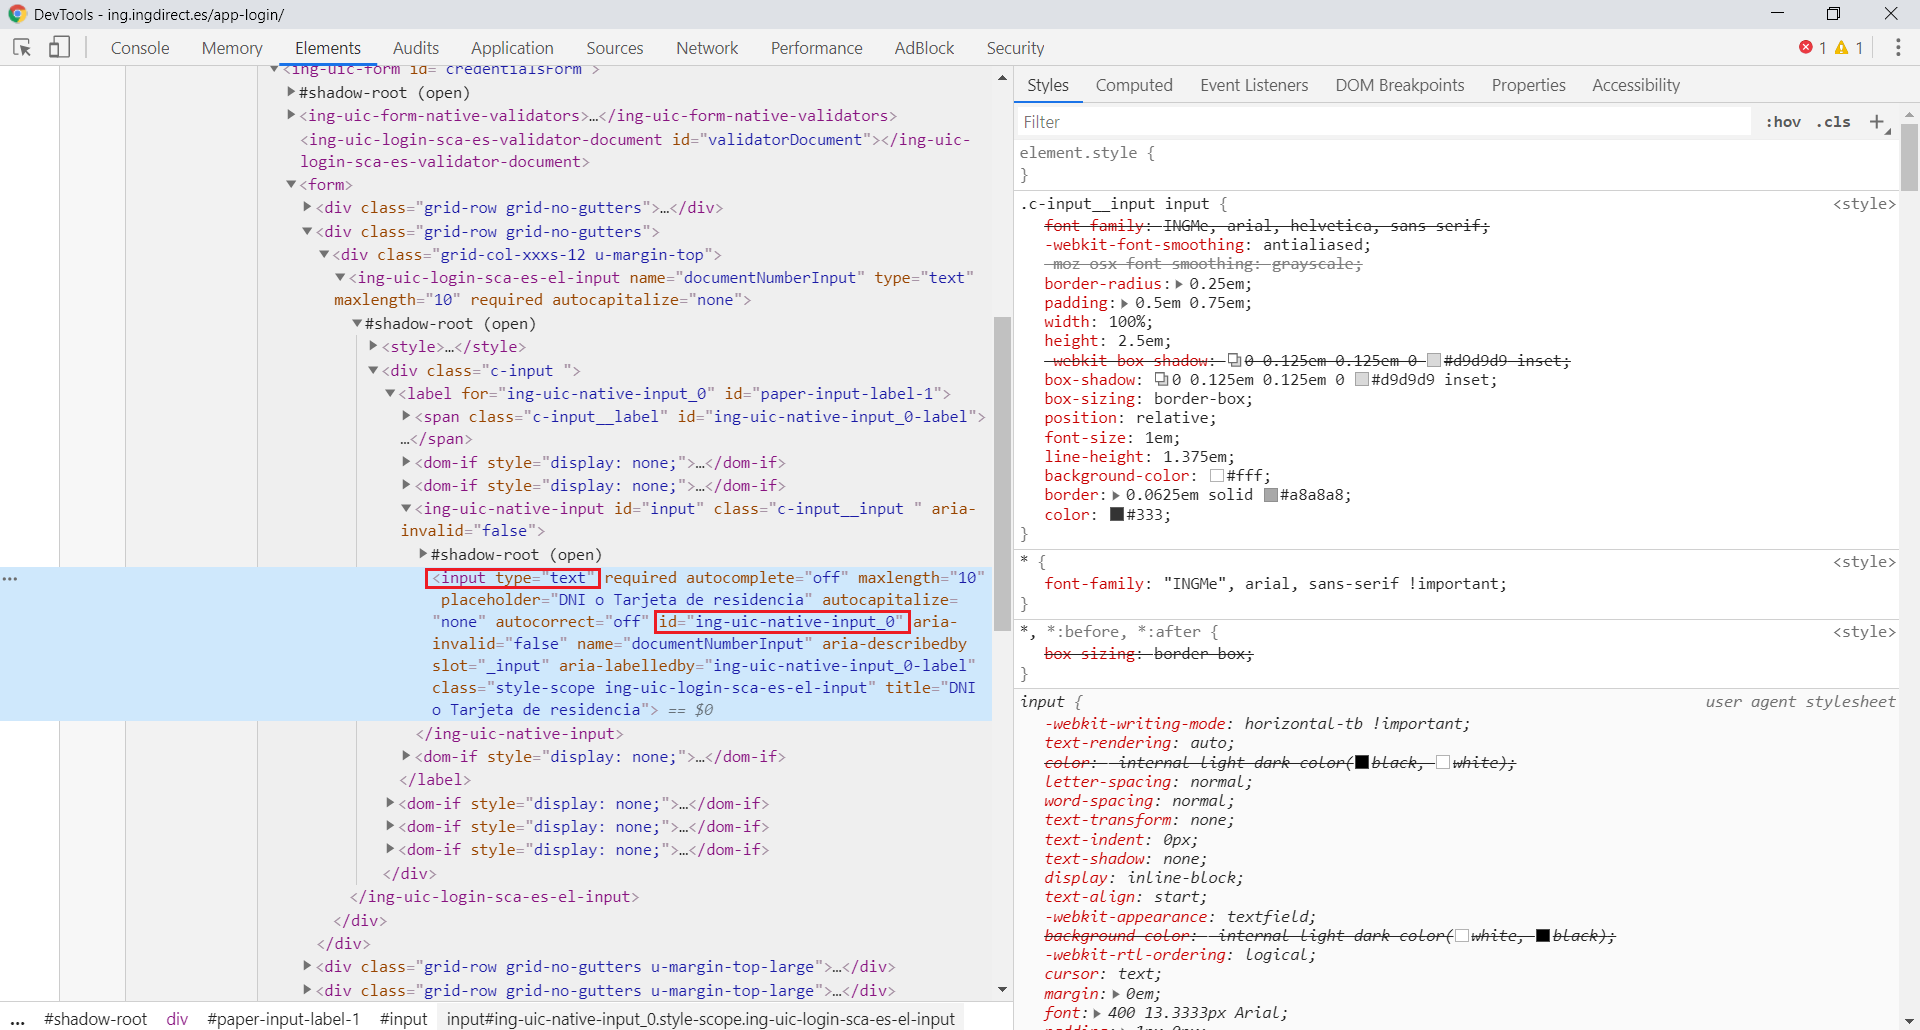 DevTools - ing.ingdirect.es/app-login/
Console Memory Elements Audits Application Sources Network Performance AdBlock Security 1 1
<ing-uic-form id="credentialsForm">
#shadow-root (open)
<ing-uic-form-native-validators>…</ing-uic-form-native-validators>
<ing-uic-login-sca-es-validator-document id="validatorDocument"></ing-uic-
login-sca-es-validator-document>
<form>
<div class="grid-row grid-no-gutters">…</div>
<div class="grid-row grid-no-gutters">
<div class="grid-col-xxxs-12 u-margin-top">
<ing-uic-login-sca-es-el-input name="documentNumberInput" type="text"
maxlength="10" required autocapitalize="none">
#shadow-root (open)
<style>…</style>
<div class="c-input ">
<label for="ing-uic-native-input_0" id="paper-input-label-1">
<span class="c-input__label" id="ing-uic-native-input_0-label">
…</span>
<dom-if style="display: none;">…</dom-if>
<dom-if style="display: none;">…</dom-if>
<ing-uic-native-input id="input" class="c-input__input " aria-
invalid="false">
#shadow-root (open)
... <input type="text" required autocomplete="off" maxlength="10"
placeholder="DNI o Tarjeta de residencia" autocapitalize=
"none" autocorrect="off" id="ing-uic-native-input_0" aria-
invalid="false" name="documentNumberInput" aria-describedby
slot="_input" aria-labelledby="ing-uic-native-input_0-label"
class="style-scope ing-uic-login-sca-es-el-input" title="DNI
o Tarjeta de residencia"> == $0
</ing-uic-native-input>
<dom-if style="display: none;">…</dom-if>
</label>
<dom-if style="display: none;">…</dom-if>
<dom-if style="display: none;">…</dom-if>
<dom-if style="display: none;">…</dom-if>
</div>
</ing-uic-login-sca-es-el-input>
</div>
</div>
<div class="grid-row grid-no-gutters u-margin-top-large">…</div>
<div class="grid-row grid-no-gutters u-margin-top-large">…</div>
... #shadow-root div #paper-input-label-1 #input input#ing-uic-native-input_0.style-scope.ing-uic-login-sca-es-el-input
Styles Computed Event Listeners DOM Breakpoints Properties Accessibility
Filter :hov .cls +
element.style {
}
.c-input__input input { <style>
font-family: INGMe, arial, helvetica, sans-serif;
-webkit-font-smoothing: antialiased;
-moz-osx-font-smoothing: grayscale;
border-radius: 0.25em;
padding: 0.5em 0.75em;
width: 100%;
height: 2.5em;
-webkit-box-shadow: 0 0.125em 0.125em 0 #d9d9d9 inset;
box-shadow: 0 0.125em 0.125em 0 #d9d9d9 inset;
box-sizing: border-box;
position: relative;
font-size: 1em;
line-height: 1.375em;
background-color: #fff;
border: 0.0625em solid #a8a8a8;
color: #333;
}
* { <style>
font-family: "INGMe", arial, sans-serif !important;
}
*, *:before, *:after { <style>
box-sizing: border-box;
}
input { user agent stylesheet
-webkit-writing-mode: horizontal-tb !important;
text-rendering: auto;
color: -internal-light-dark-color(black, white);
letter-spacing: normal;
word-spacing: normal;
text-transform: none;
text-indent: 0px;
text-shadow: none;
display: inline-block;
text-align: start;
-webkit-appearance: textfield;
background-color: -internal-light-dark-color(white, black);
-webkit-rtl-ordering: logical;
cursor: text;
margin: 0em;
font: 400 13.3333px Arial;
padding: 1px 0px;